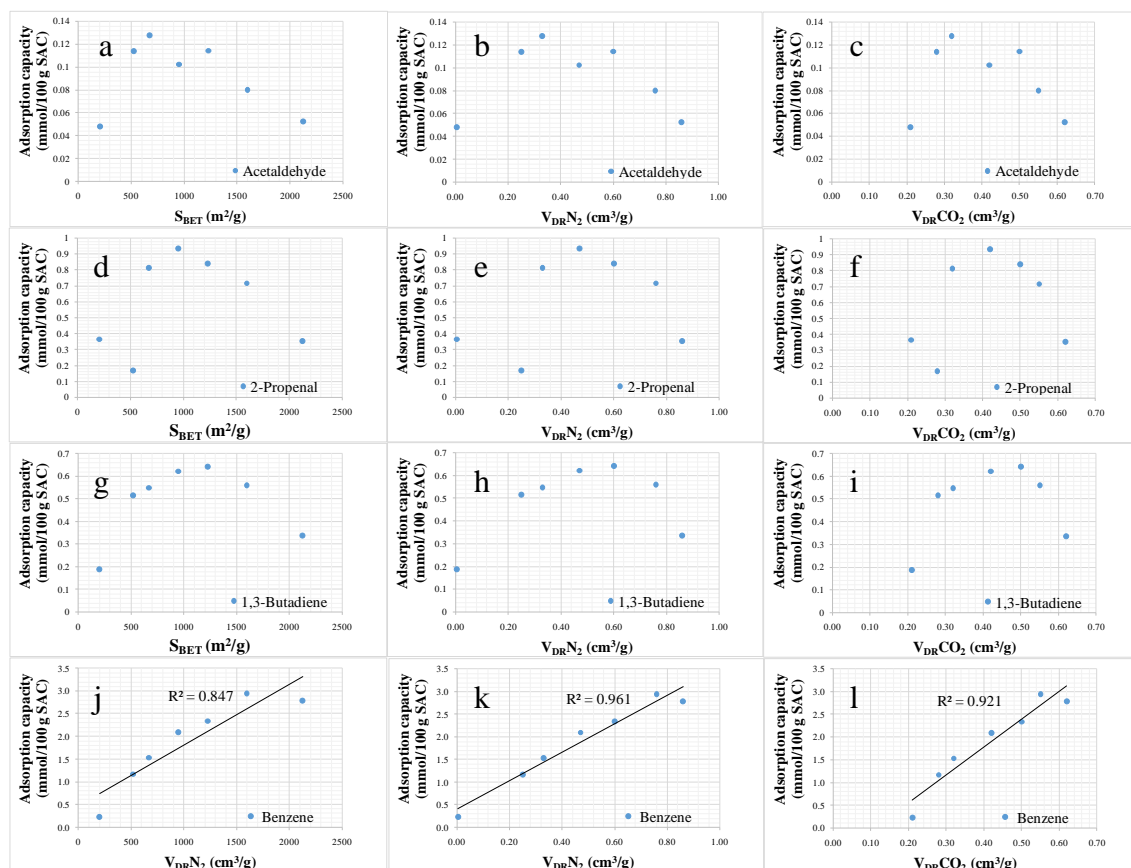 Adsorption capacity
(mmol/100 g SAC)
0.14
0.12
0.1
0.08
0.06
0.04
0.02
0
a
Acetaldehyde
0 500 1000 1500 2000 2500
S_BET (m²/g)
Adsorption capacity
(mmol/100 g SAC)
0.14
0.12
0.10
0.08
0.06
0.04
0.02
0
b
Acetaldehyde
0.00 0.20 0.40 0.60 0.80 1.00
V_DRN₂ (cm³/g)
Adsorption capacity
(mmol/100 g SAC)
0.14
0.12
0.10
0.08
0.06
0.04
0.02
0
c
Acetaldehyde
0.00 0.10 0.20 0.30 0.40 0.50 0.60 0.70
V_DRCO₂ (cm³/g)
Adsorption capacity
(mmol/100 g SAC)
1
0.9
0.8
0.7
0.6
0.5
0.4
0.3
0.2
0.1
0
d
2-Propenal
0 500 1000 1500 2000 2500
S_BET (m²/g)
Adsorption capacity
(mmol/100 g SAC)
1
0.9
0.8
0.7
0.6
0.5
0.4
0.3
0.2
0.1
0
e
2-Propenal
0.00 0.20 0.40 0.60 0.80 1.00
V_DRN₂ (cm³/g)
Adsorption capacity
(mmol/100 g SAC)
1
0.9
0.8
0.7
0.6
0.5
0.4
0.3
0.2
0.1
0
f
2-Propenal
0.00 0.10 0.20 0.30 0.40 0.50 0.60 0.70
V_DRCO₂ (cm³/g)
Adsorption capacity
(mmol/100 g SAC)
0.7
0.6
0.5
0.4
0.3
0.2
0.1
0
g
1,3-Butadiene
0 500 1000 1500 2000 2500
S_BET (m²/g)
Adsorption capacity
(mmol/100 g SAC)
0.7
0.6
0.5
0.4
0.3
0.2
0.1
0
h
1,3-Butadiene
0.00 0.20 0.40 0.60 0.80 1.00
V_DRN₂ (cm³/g)
Adsorption capacity
(mmol/100 g SAC)
0.7
0.6
0.5
0.4
0.3
0.2
0.1
0
i
1,3-Butadiene
0.00 0.10 0.20 0.30 0.40 0.50 0.60 0.70
V_DRCO₂ (cm³/g)
Adsorption capacity
(mmol/100 g SAC)
3.5
3.0
2.5
2.0
1.5
1.0
0.5
0.0
j
R² = 0.847
Benzene
0 500 1000 1500 2000 2500
V_DRN₂ (cm³/g)
Adsorption capacity
(mmol/100 g SAC)
3.5
3.0
2.5
2.0
1.5
1.0
0.5
0.0
k
R² = 0.961
Benzene
0.00 0.20 0.40 0.60 0.80 1.00
V_DRN₂ (cm³/g)
Adsorption capacity
(mmol/100 g SAC)
3.5
3.0
2.5
2.0
1.5
1.0
0.5
0.0
l
R² = 0.921
Benzene
0.00 0.10 0.20 0.30 0.40 0.50 0.60 0.70
V_DRCO₂ (cm³/g)